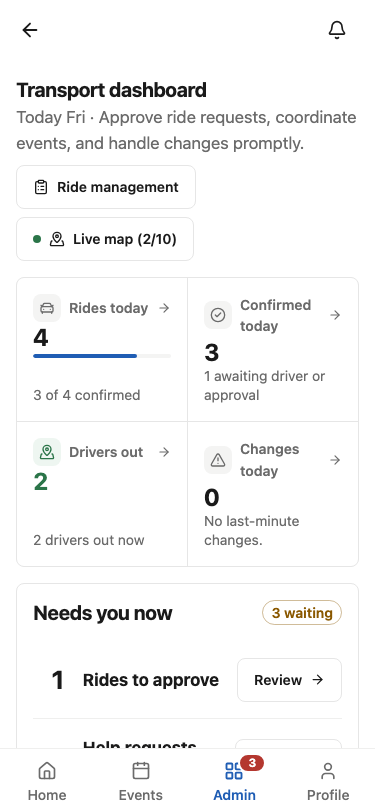 Transport dashboard
Today Fri · Approve ride requests, coordinate
events, and handle changes promptly.
Ride management
Live map (2/10)
Rides today
4
3 of 4 confirmed
Confirmed
today
3
1 awaiting driver or
approval
Drivers out
2
2 drivers out now
Changes
today
0
No last-minute
changes.
Needs you now
3 waiting
1 Rides to approve Review
Help requests
3
Home Events Admin Profile